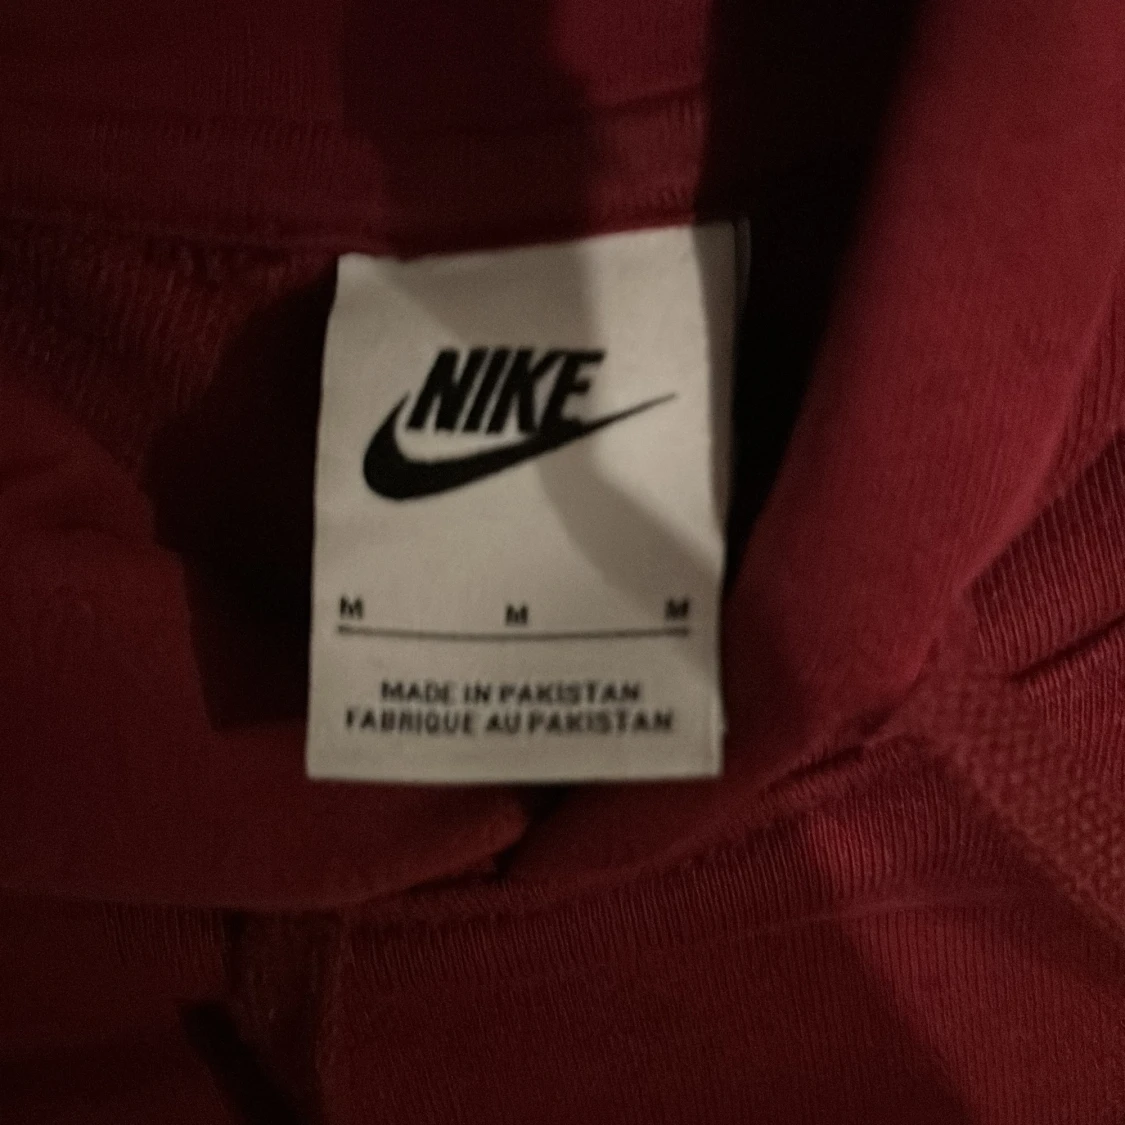 NIKE
M M M
MADE IN PAKISTAN
FABRIQUE AU PAKISTAN